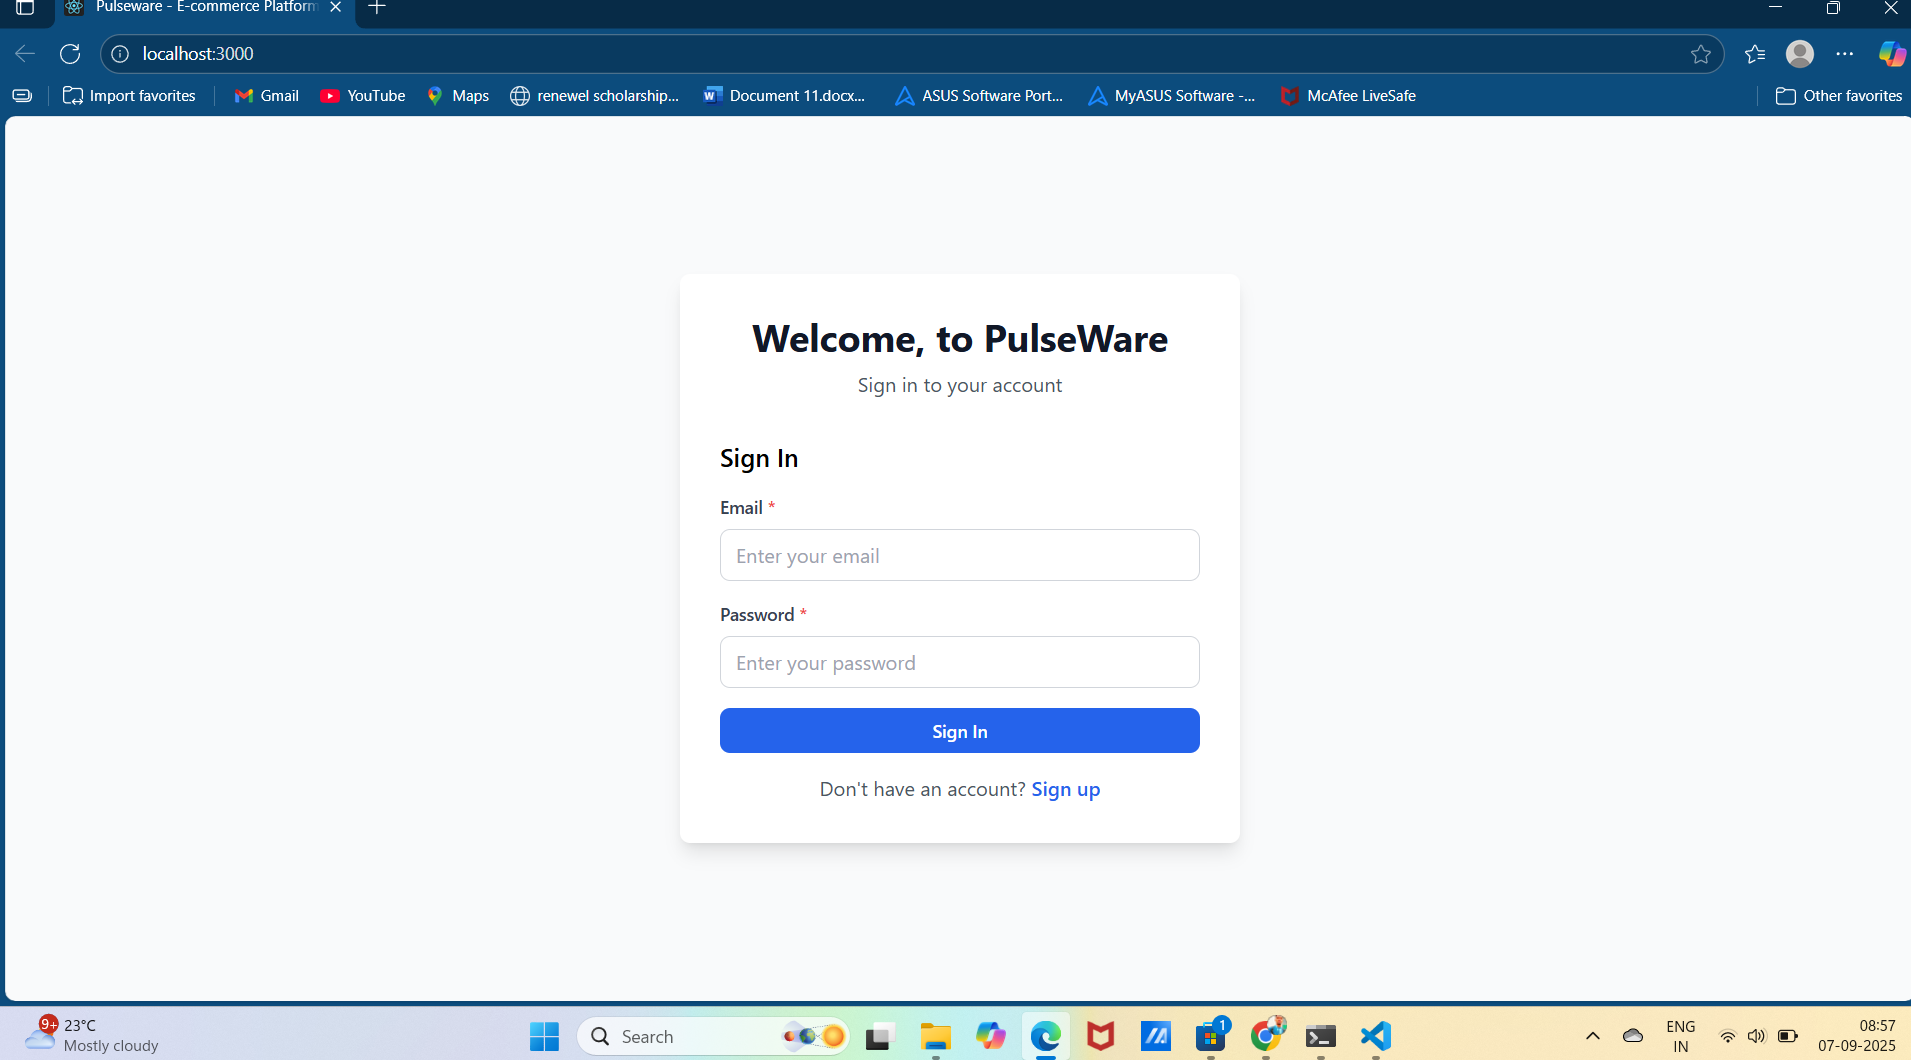 Pulseware - E-commerce Platform
localhost:3000
Import favorites
Gmail
YouTube
Maps
renewel scholarship...
Document 11.docx...
ASUS Software Port...
MyASUS Software -...
McAfee LiveSafe
Other favorites
Welcome, to PulseWare
Sign in to your account
Sign In
Email *
Enter your email
Password *
Enter your password
Sign In
Don't have an account? Sign up
9+
23°C
Mostly cloudy
Search
1
ENG
IN
08:57
07-09-2025